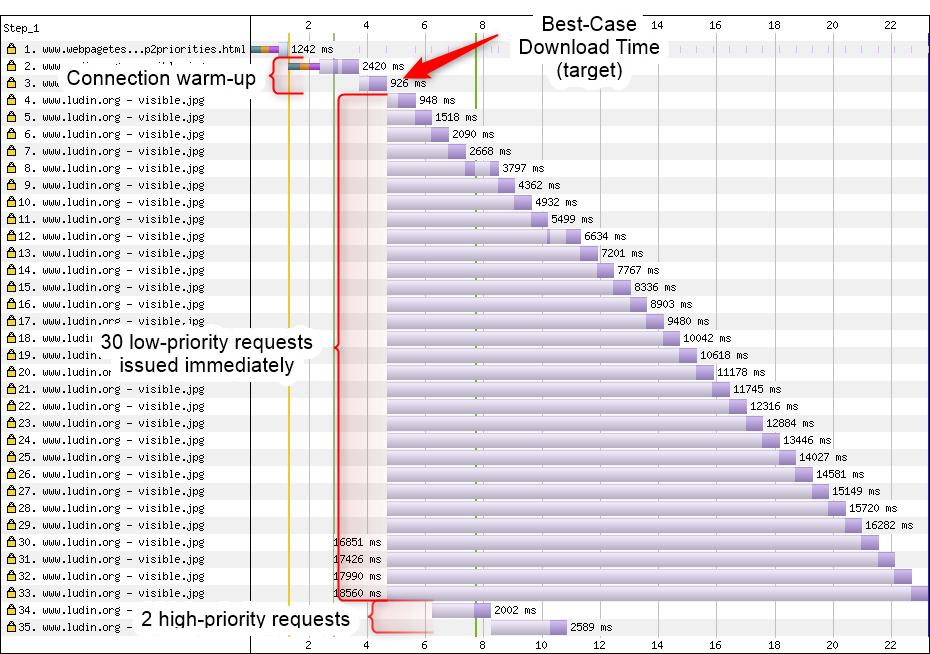 Step_1
2 4 6 8 10 12 14 16 18 20 22
Best-Case
Download Time
(target)
1. www.webpagetes...p2priorities.html 1242 ms
2. www 2420 ms
Connection warm-up
3. www 926 ms
4. www.ludin.org - visible.jpg 948 ms
5. www.ludin.org - visible.jpg 1518 ms
6. www.ludin.org - visible.jpg 2090 ms
7. www.ludin.org - visible.jpg 2668 ms
8. www.ludin.org - visible.jpg 3797 ms
9. www.ludin.org - visible.jpg 4362 ms
10. www.ludin.org - visible.jpg 4932 ms
11. www.ludin.org - visible.jpg 5499 ms
12. www.ludin.org - visible.jpg 6634 ms
13. www.ludin.org - visible.jpg 7201 ms
14. www.ludin.org - visible.jpg 7767 ms
15. www.ludin.org - visible.jpg 8336 ms
16. www.ludin.org - visible.jpg 8903 ms
17. www.ludin.org - visible.jpg 9480 ms
18. www.ludi 10042 ms
30 low-priority requests
issued immediately
19. www.ludin 10618 ms
20. www.ludin 11178 ms
21. www.ludin.org - visible.jpg 11745 ms
22. www.ludin.org - visible.jpg 12316 ms
23. www.ludin.org - visible.jpg 12884 ms
24. www.ludin.org - visible.jpg 13446 ms
25. www.ludin.org - visible.jpg 14027 ms
26. www.ludin.org - visible.jpg 14581 ms
27. www.ludin.org - visible.jpg 15149 ms
28. www.ludin.org - visible.jpg 15720 ms
29. www.ludin.org - visible.jpg 16282 ms
30. www.ludin.org - visible.jpg 16851 ms
31. www.ludin.org - visible.jpg 17426 ms
32. www.ludin.org - visible.jpg 17990 ms
33. www.ludin.org - visible.jpg 18560 ms
34. www.ludin.org 2002 ms
2 high-priority requests
35. www.ludin.org - visible.jpg 2589 ms
2 4 6 8 10 12 14 16 18 20 22